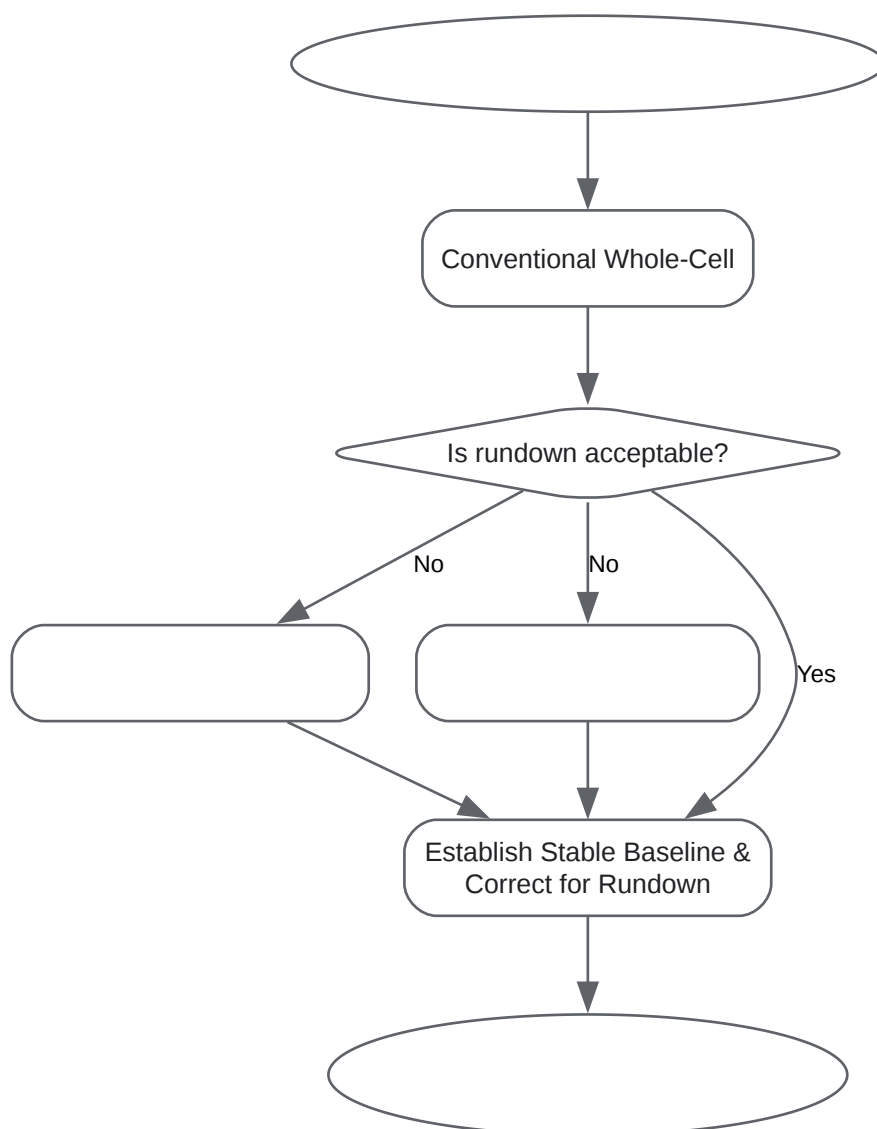 Conventional Whole-Cell
Is rundown acceptable?
No
No
Yes
Establish Stable Baseline &
Correct for Rundown